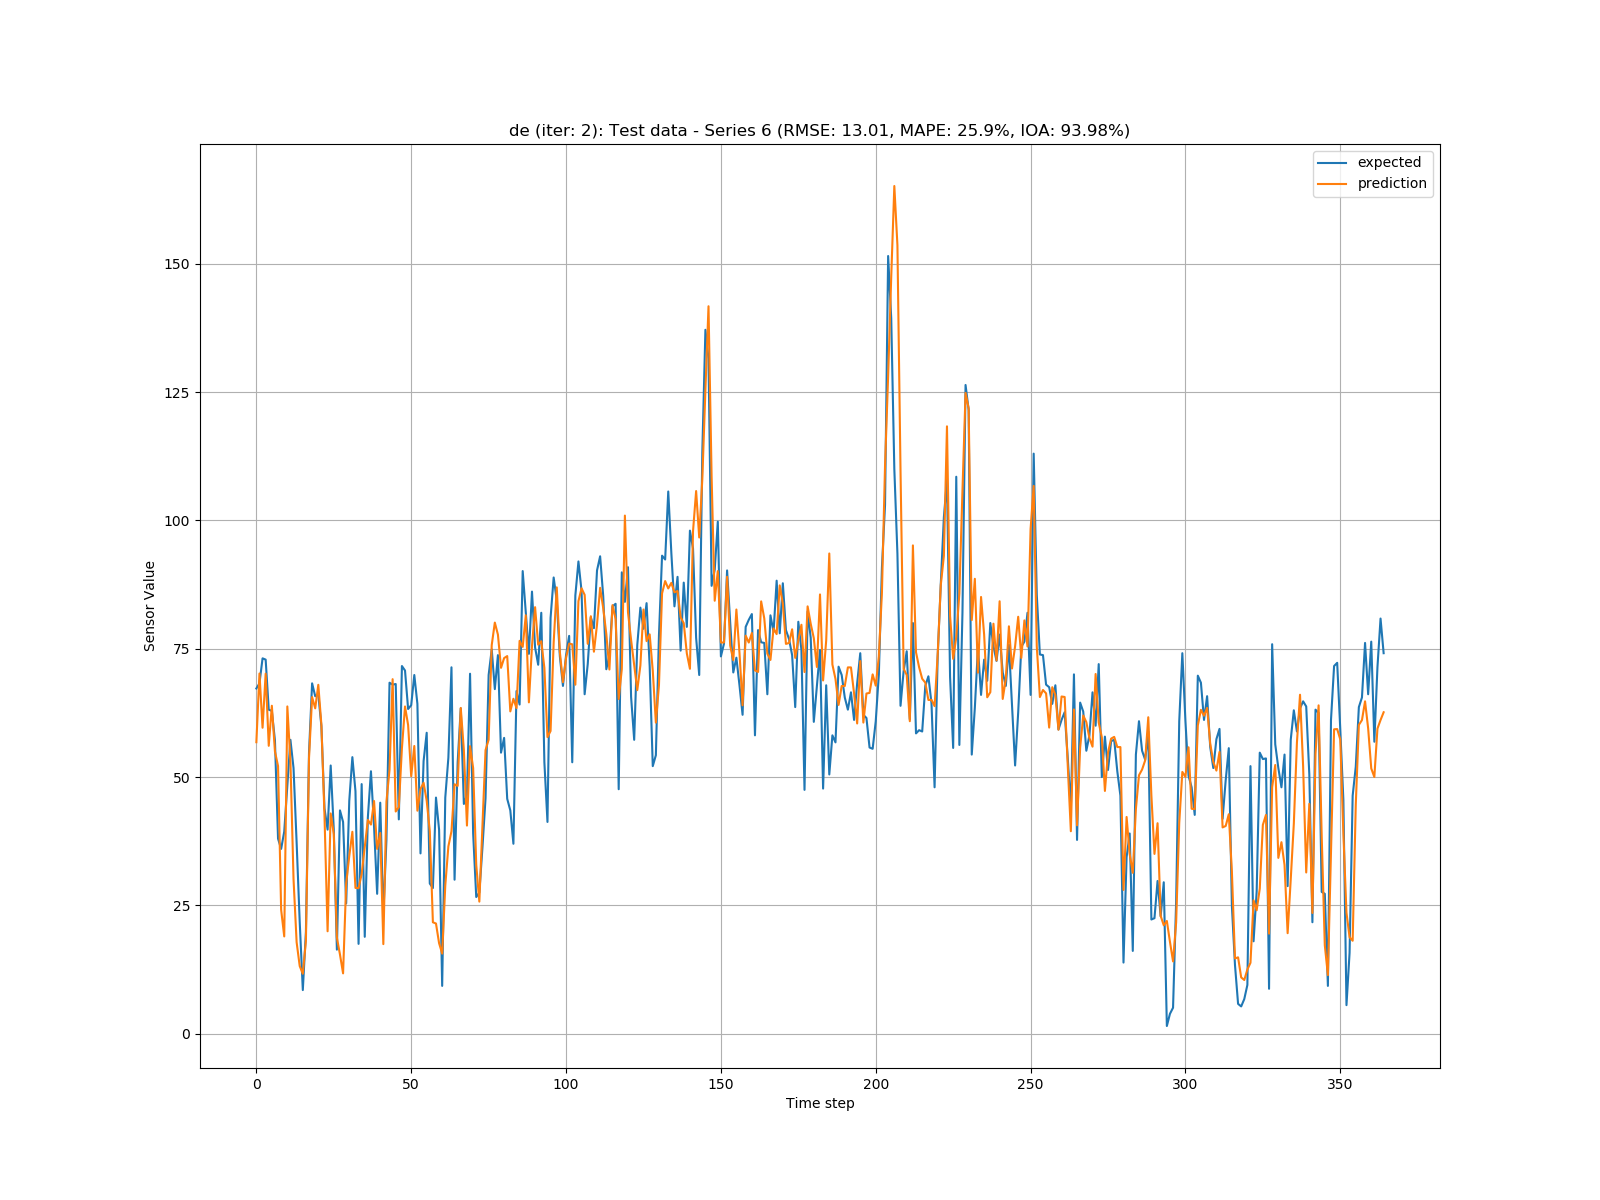 de (iter: 2): Test data - Series 6 (RMSE: 13.01, MAPE: 25.9%, IOA: 93.98%)
expected
prediction
Sensor Value
150
125
100
75
50
25
0
0 50 100 150 200 250 300 350
Time step